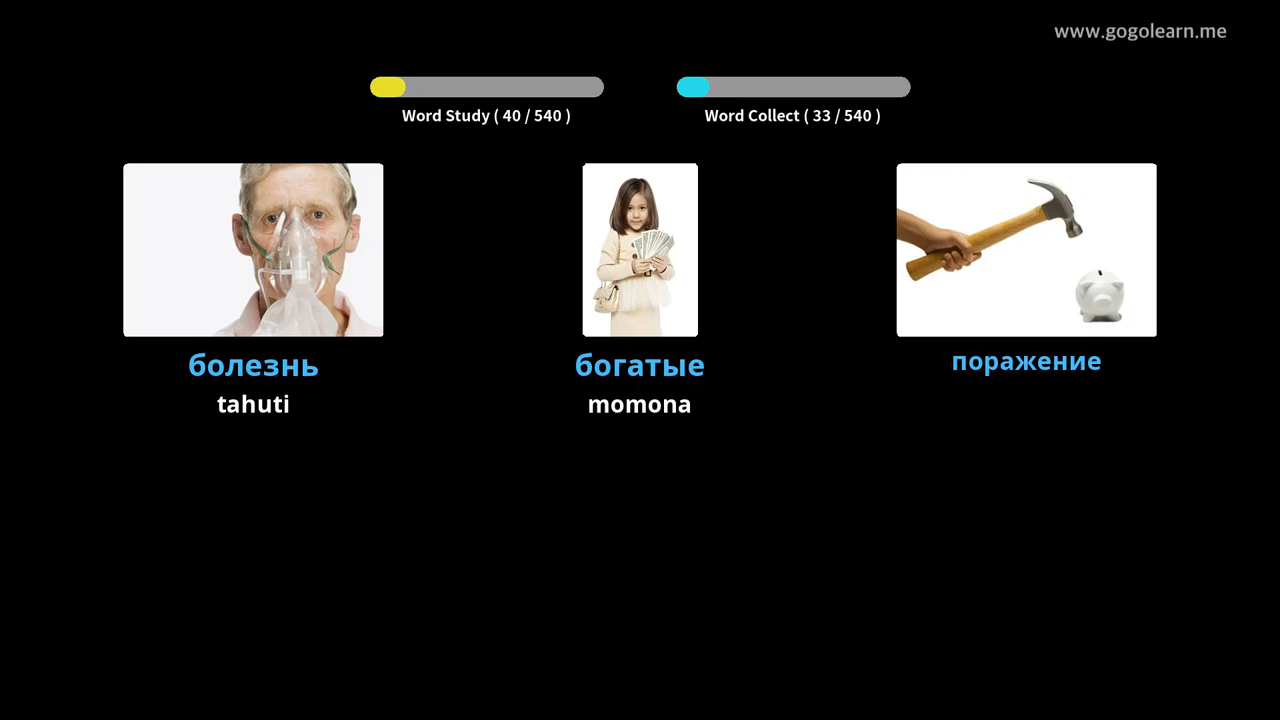 www.gogolearn.me
Word Study ( 40 / 540 )
Word Collect ( 33 / 540 )
болезнь
tahuti
богатые
momona
поражение